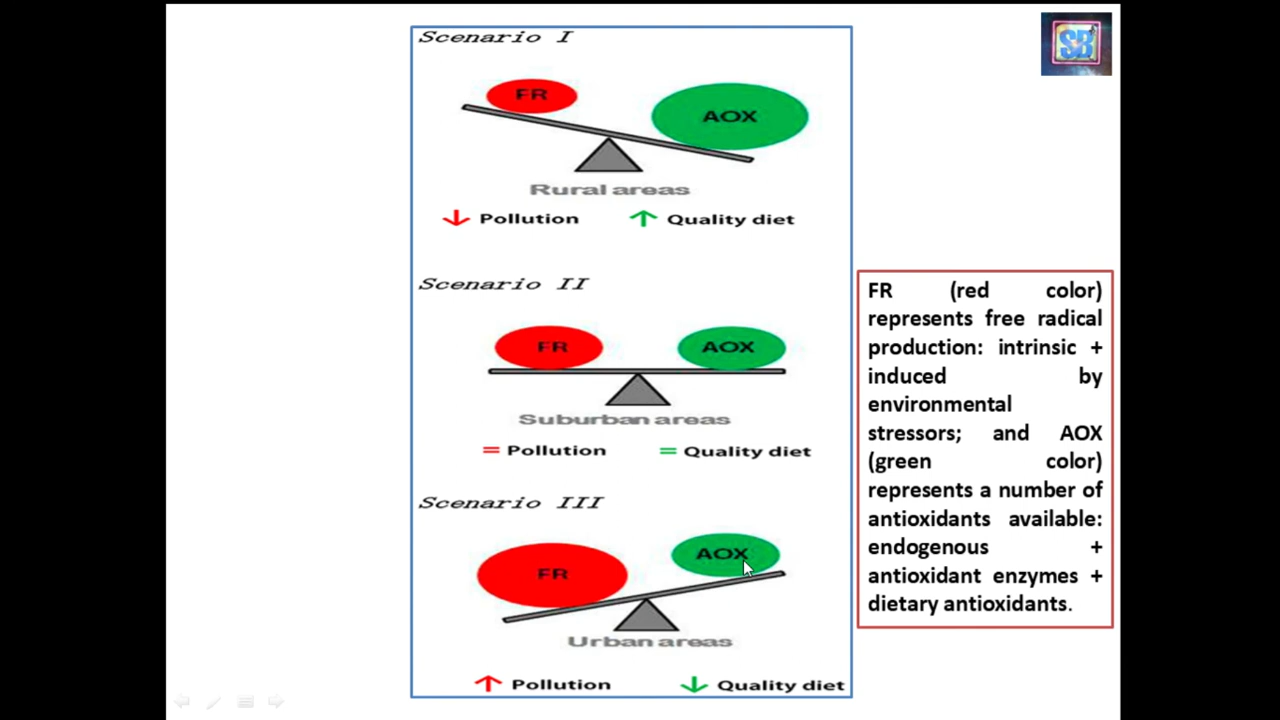 Scenario I
FR
AOX
Rural areas
↓ Pollution ↑ Quality diet
Scenario II
FR
AOX
Suburban areas
= Pollution = Quality diet
Scenario III
FR
AOX
Urban areas
↑ Pollution ↓ Quality diet
SB
FR (red color)
represents free radical
production: intrinsic +
induced by
environmental
stressors; and AOX
(green color)
represents a number of
antioxidants available:
endogenous +
antioxidant enzymes +
dietary antioxidants.